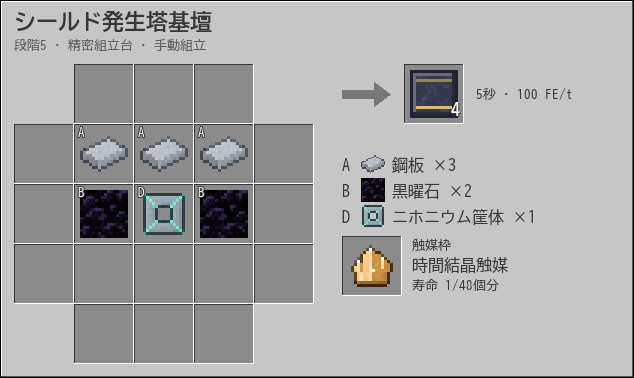 シールド発生塔基壇
段階5 · 精密組立台 · 手動組立
A A A
B D B
4
5秒 · 100 FE/t
A 鋼板 ×3
B 黒曜石 ×2
D ニホニウム筐体 ×1
触媒枠
時間結晶触媒
寿命 1/48個分